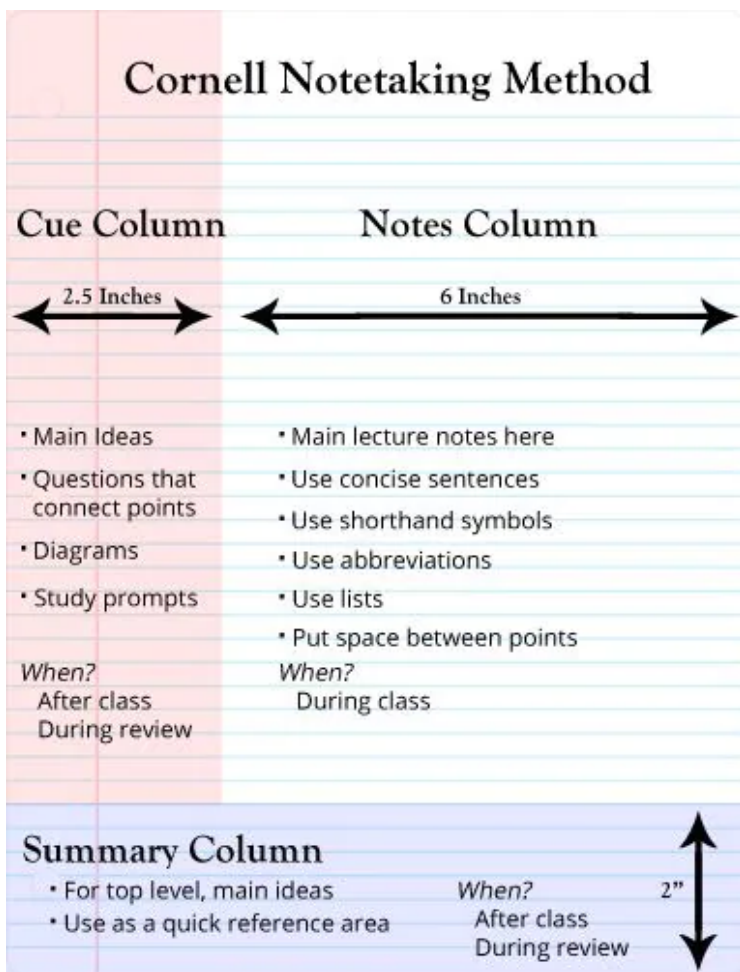 Cornell Notetaking Method
Cue Column
2.5 Inches
• Main Ideas
• Questions that
connect points
• Diagrams
• Study prompts
When?
After class
During review
Notes Column
6 Inches
• Main lecture notes here
• Use concise sentences
• Use shorthand symbols
• Use abbreviations
• Use lists
• Put space between points
When?
During class
Summary Column
• For top level, main ideas
• Use as a quick reference area
When?
After class
During review
2”